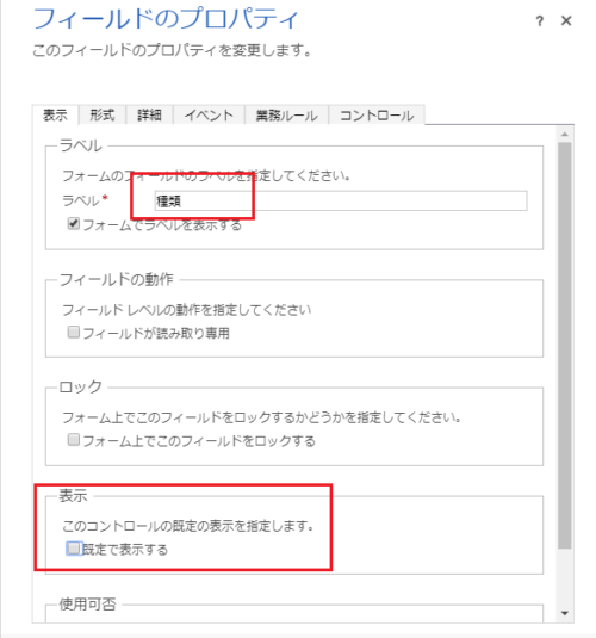 フィールドのプロパティ
? ×
このフィールドのプロパティを変更します。
表示 形式 詳細 イベント 業務ルール コントロール
ラベル
フォームのフィールドのラベルを指定してください。
ラベル* 種類
フォームでラベルを表示する
フィールドの動作
フィールド レベルの動作を指定してください
フィールドが読み取り専用
ロック
フォーム上でこのフィールドをロックするかどうかを指定してください。
フォーム上でこのフィールドをロックする
表示
このコントロールの既定の表示を指定します。
既定で表示する
使用可否